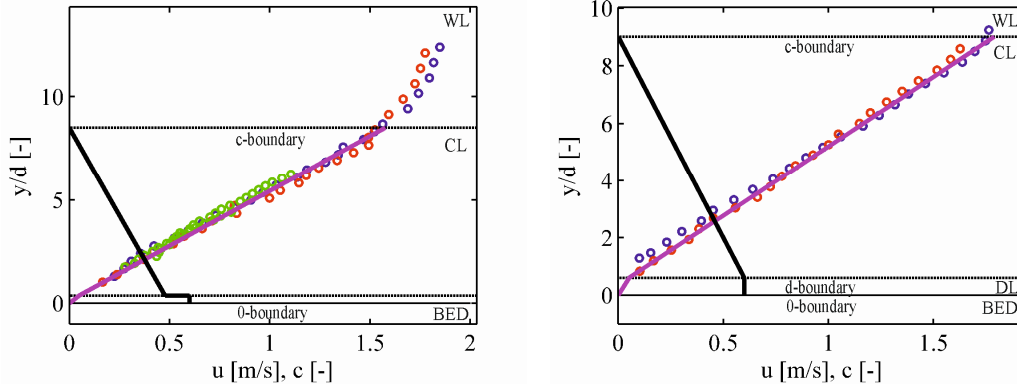 WL
10
5
0
y/d [-]
c-boundary
CL
0-boundary
BED
0
0.5
1
1.5
2
u [m/s], c [-]
10
8
6
4
2
0
y/d [-]
WL
c-boundary
CL
d-boundary
DL
0-boundary
BED
0
0.5
1
1.5
u [m/s], c [-]